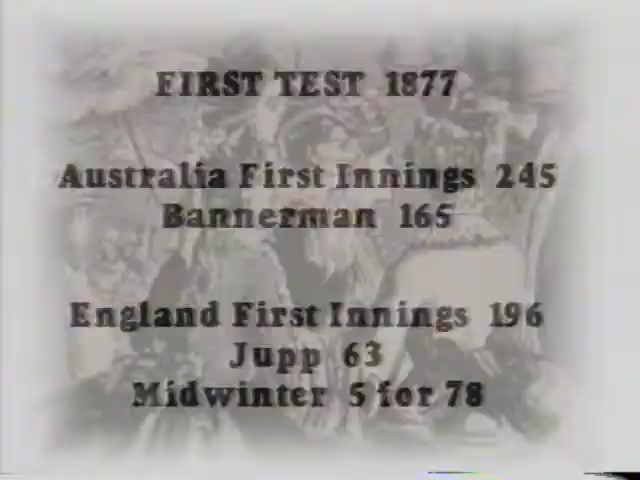 FIRST TEST 1877
Australia First Innings 245
Bannerman 165
England First Innings 196
Jupp 63
Midwinter 5 for 78